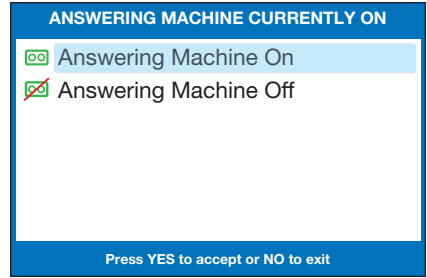 ANSWERING MACHINE CURRENTLY ON
Answering Machine On
Answering Machine Off
Press YES to accept or NO to exit